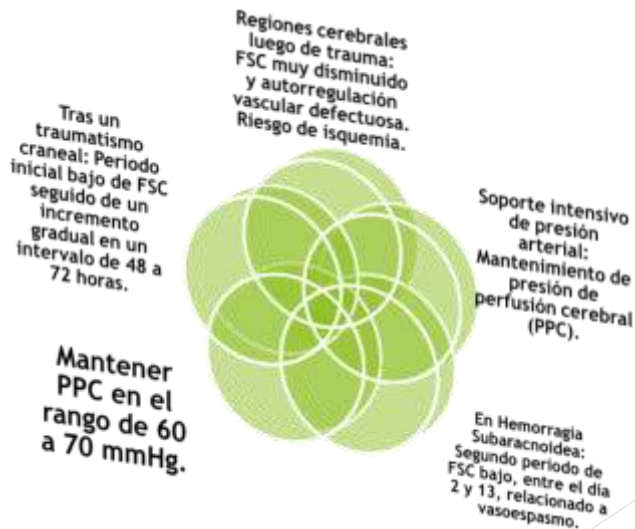 Regiones cerebrales
luego de trauma:
FSC muy disminuido
y autorregulación
vascular defectuosa.
Riesgo de isquemia.
Soporte intensivo
de presión
arterial:
Mantenimiento de
presión de
perfusión cerebral
(PPC).
En Hemorragia
Subaracnoidea:
Segundo periodo de
FSC bajo, entre el día
2 y 13, relacionado a
vasoespasmo.
Mantener
PPC en el
rango de 60
a 70 mmHg.
Tras un
traumatismo
craneal: Periodo
inicial bajo de FSC
seguido de un
incremento
gradual en un
intervalo de 48 a
72 horas.